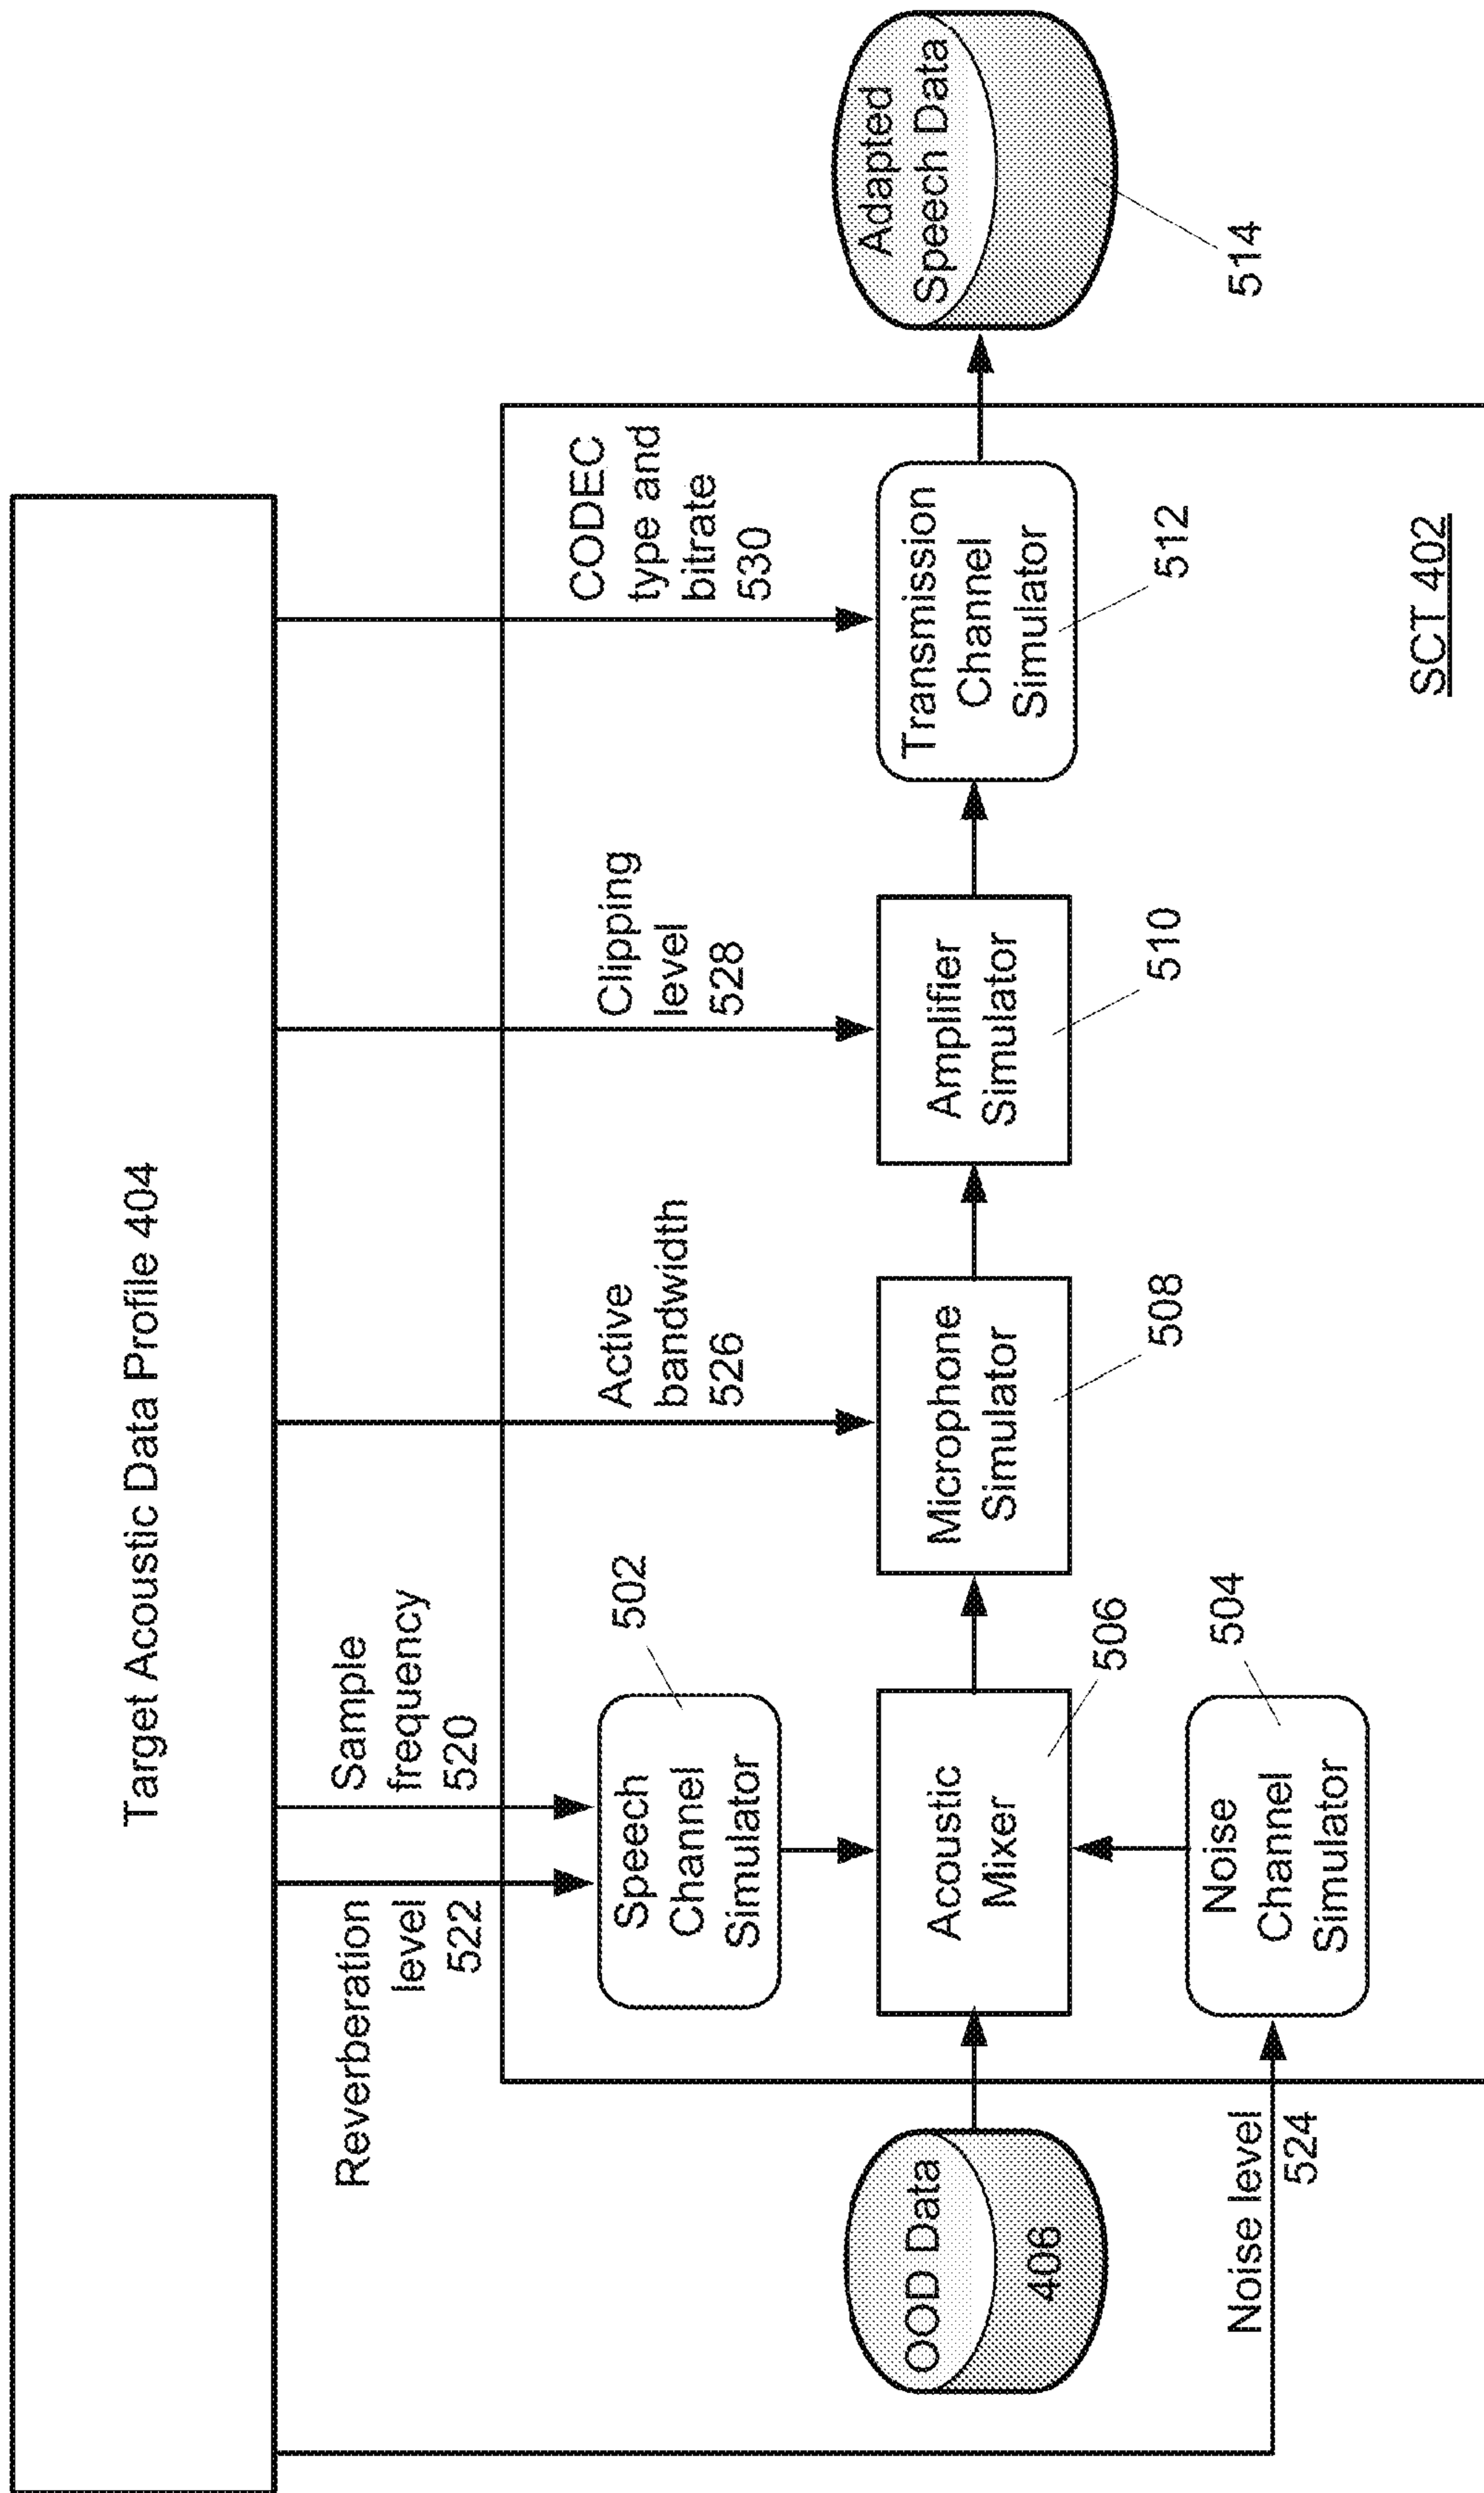 Target Acoustic Data Profile 404
Reverberation
level
522
Sample
frequency
520
Active
bandwidth
526
Clipping
level
528
CODEC
type and
bitrate
530
Speech
Channel
Simulator
502
OOD Data
406
Acoustic
Mixer
506
Microphone
Simulator
508
Amplifier
Simulator
510
Transmission
Channel
Simulator
512
Adapted
Speech Data
514
Noise level
524
Noise
Channel
Simulator
504
SCT 402